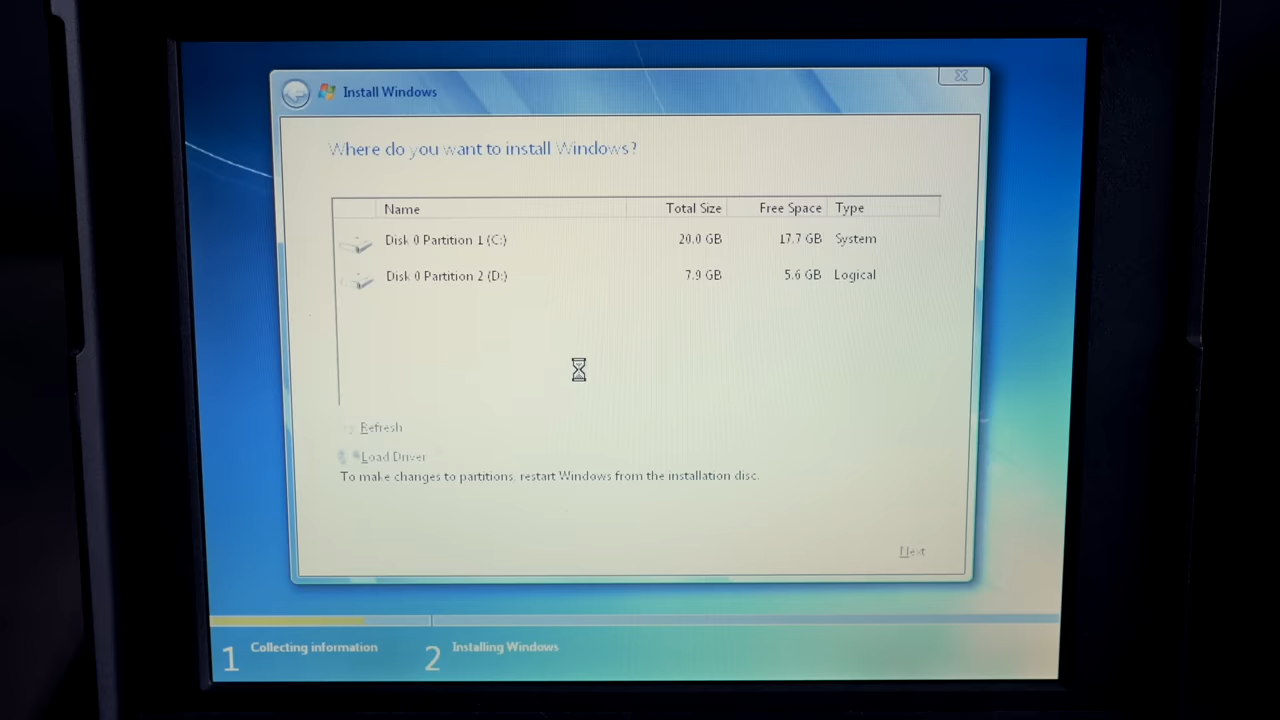 Install Windows
Where do you want to install Windows?
Name Total Size Free Space Type
Disk 0 Partition 1 (C:) 20.0 GB 17.7 GB System
Disk 0 Partition 2 (D:) 7.9 GB 5.6 GB Logical
Refresh
Load Driver
To make changes to partitions, restart Windows from the installation disc.
Next
1 Collecting information 2 Installing Windows